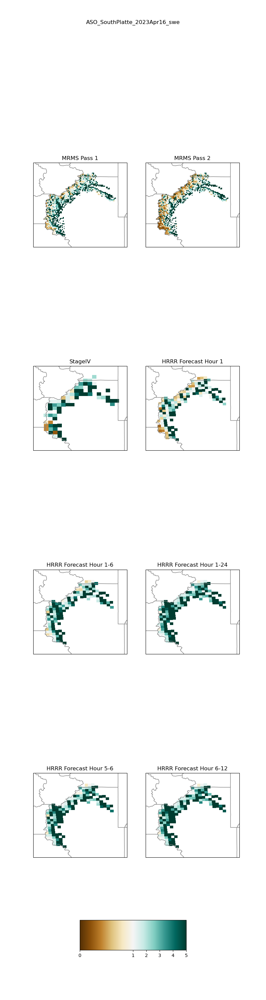 ASO_SouthPlatte_2023Apr16_swe
MRMS Pass 1
MRMS Pass 2
StageIV
HRRR Forecast Hour 1
HRRR Forecast Hour 1-6
HRRR Forecast Hour 1-24
HRRR Forecast Hour 5-6
HRRR Forecast Hour 6-12
0 1 2 3 4 5